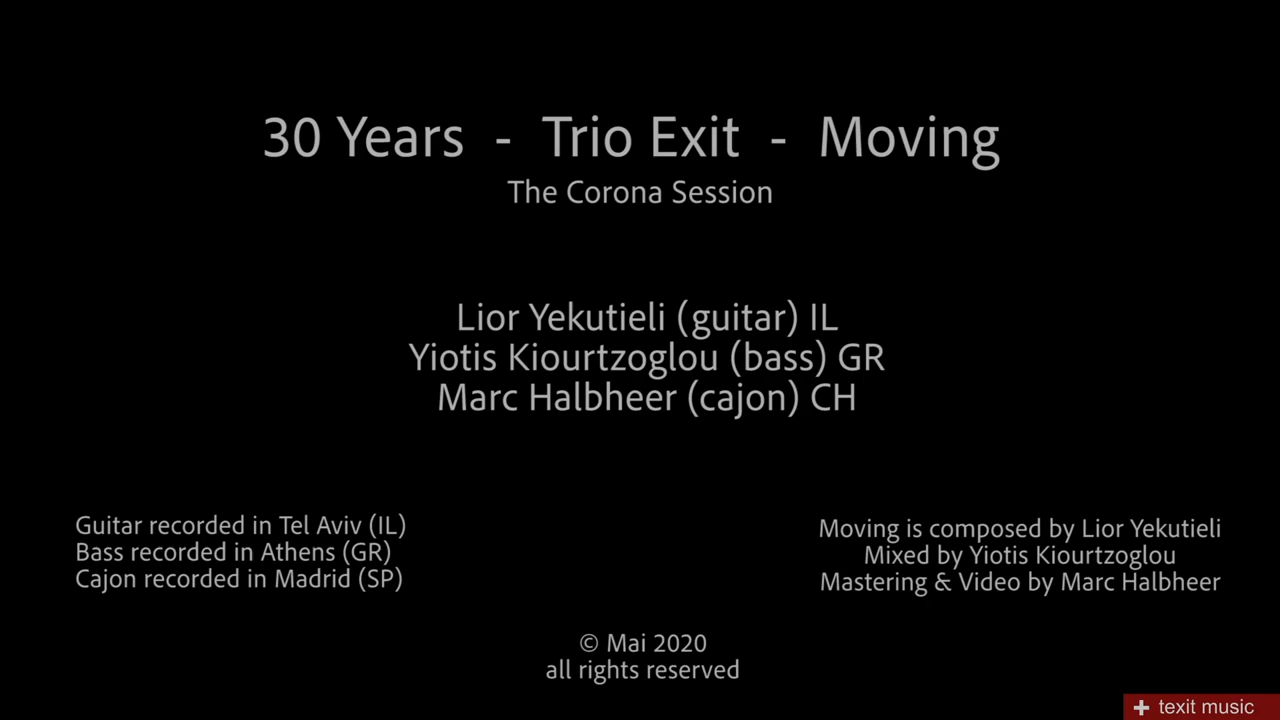 30 Years - Trio Exit - Moving
The Corona Session
Lior Yekutieli (guitar) IL
Yiotis Kiourtzoglou (bass) GR
Marc Halbheer (cajon) CH
Guitar recorded in Tel Aviv (IL)
Bass recorded in Athens (GR)
Cajon recorded in Madrid (SP)
Moving is composed by Lior Yekutieli
Mixed by Yiotis Kiourtzoglou
Mastering & Video by Marc Halbheer
© Mai 2020
all rights reserved
texit music